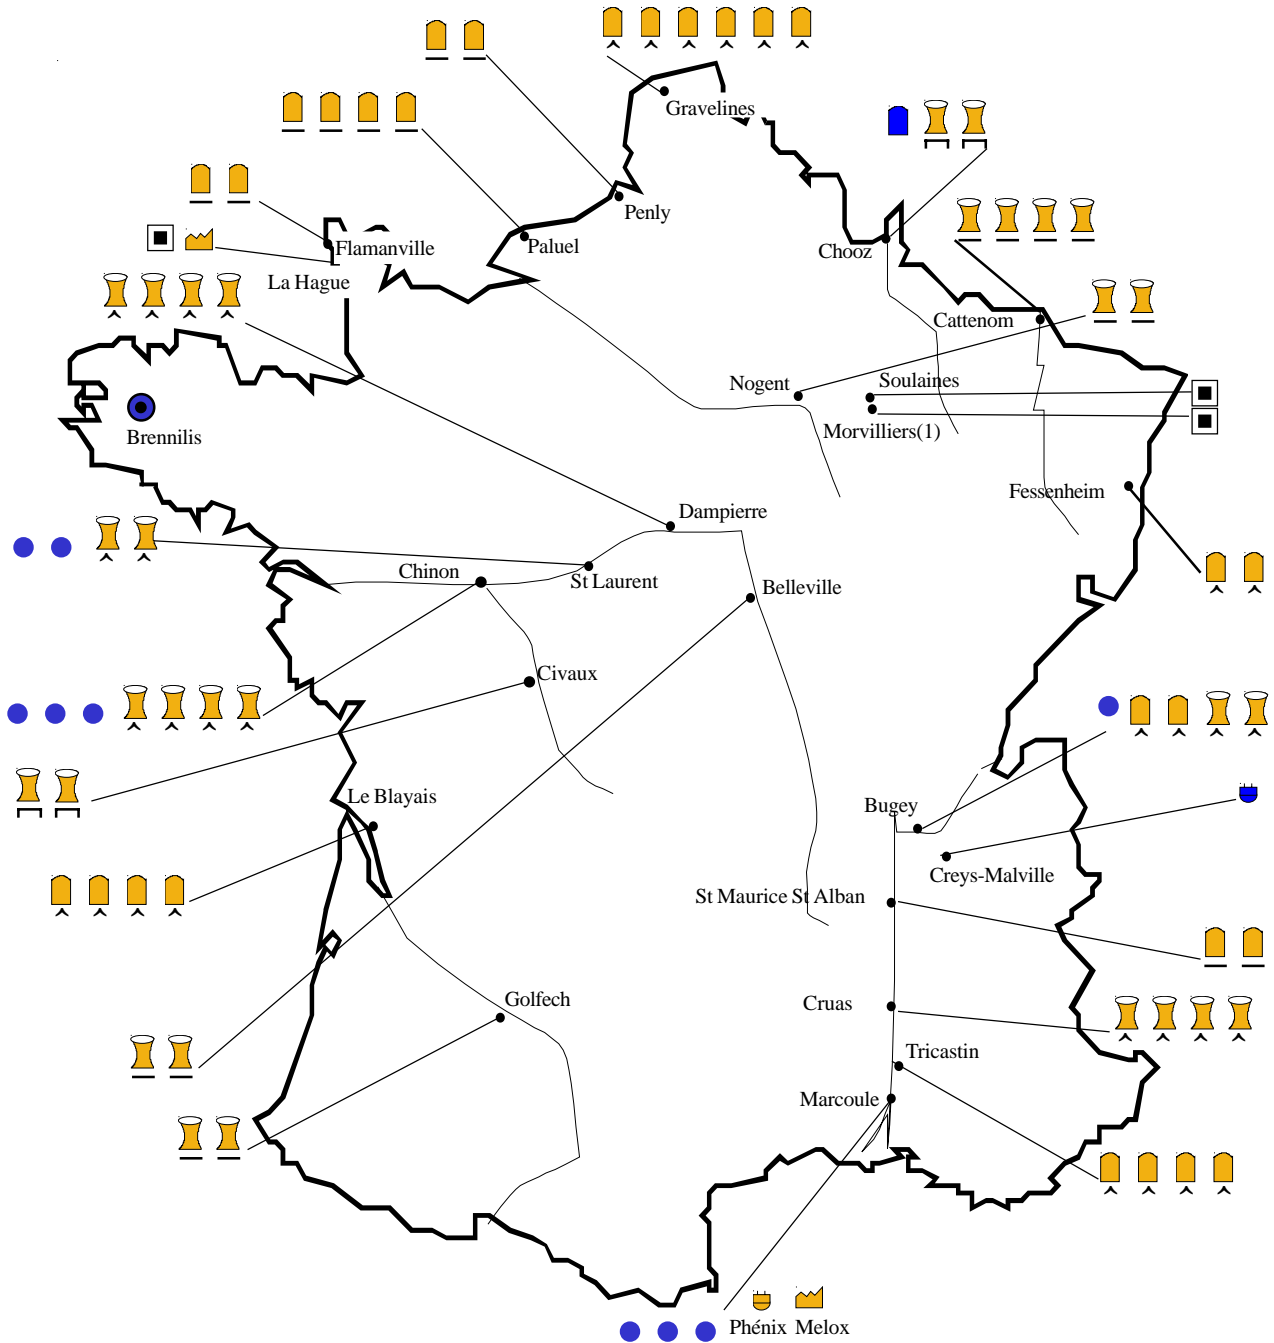 Gravelines
Penly
Paluel
Flamanville
Chooz
La Hague
Cattenom
Nogent
Soulaines
Morvilliers(1)
Brennilis
Fessenheim
Dampierre
Chinon
St Laurent
Belleville
Civaux
Le Blayais
Bugey
Creys-Malville
St Maurice St Alban
Golfech
Cruas
Tricastin
Marcoule
Phénix Melox